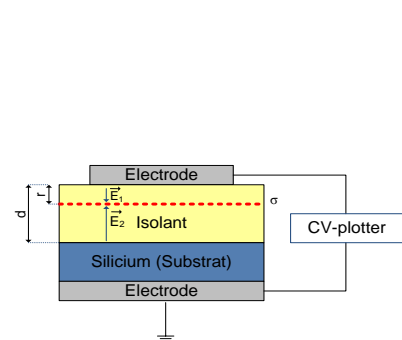 Electrode
r
E₁
d
σ
E₂
Isolant
CV-plotter
Silicium (Substrat)
Electrode